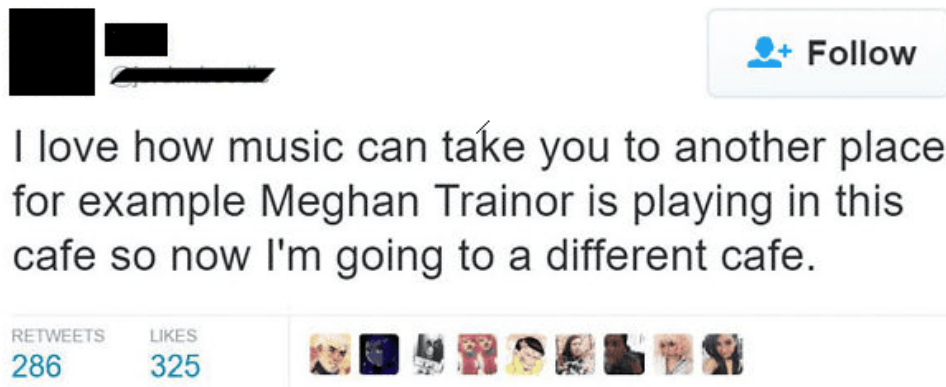 Follow
I love how music can take you to another place
for example Meghan Trainor is playing in this
cafe so now I'm going to a different cafe.
RETWEETS LIKES
286 325